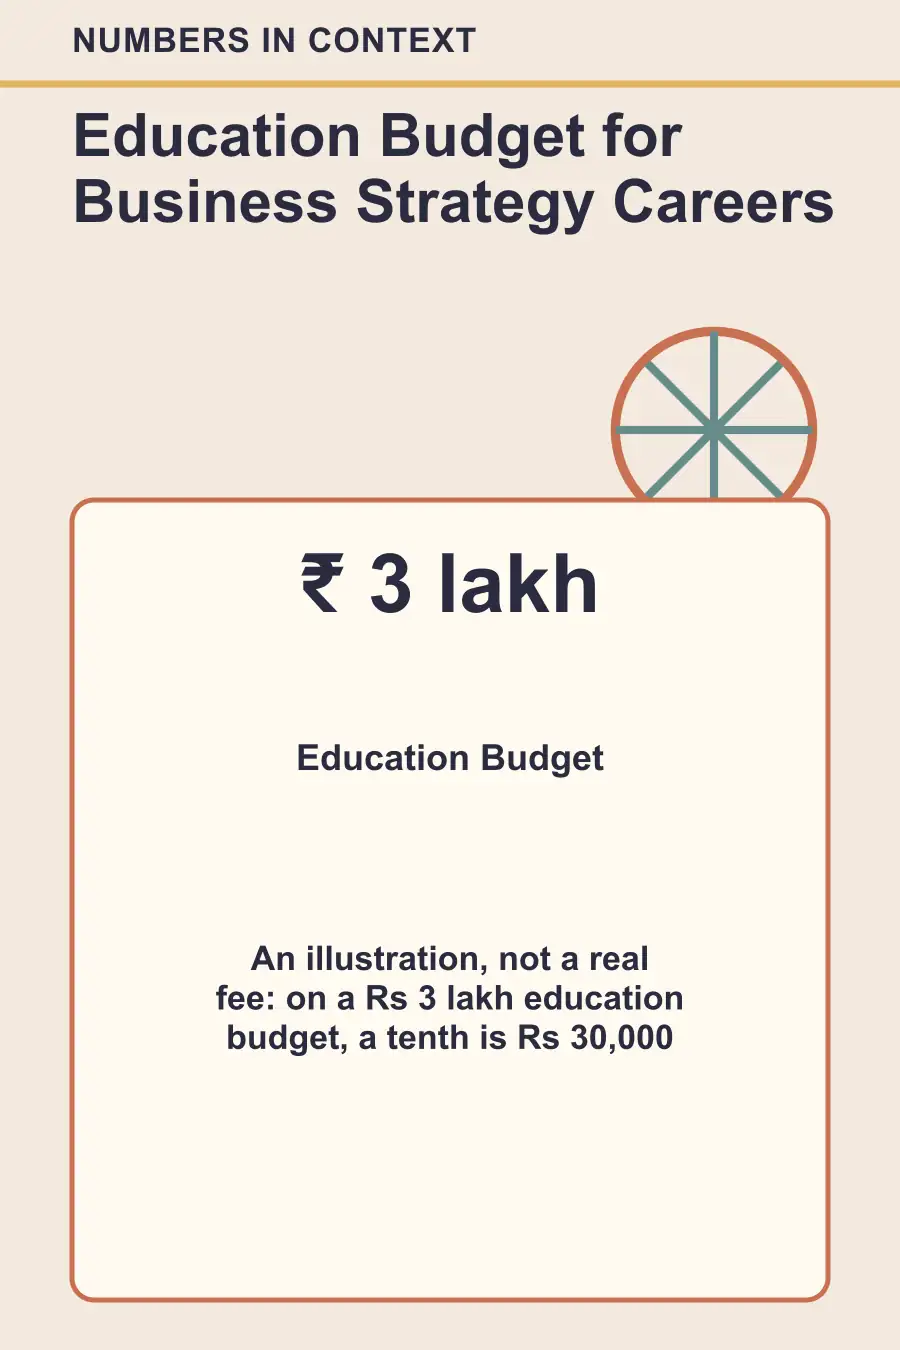 NUMBERS IN CONTEXT
Education Budget for
Business Strategy Careers
₹ 3 lakh
Education Budget
An illustration, not a real
fee: on a Rs 3 lakh education
budget, a tenth is Rs 30,000